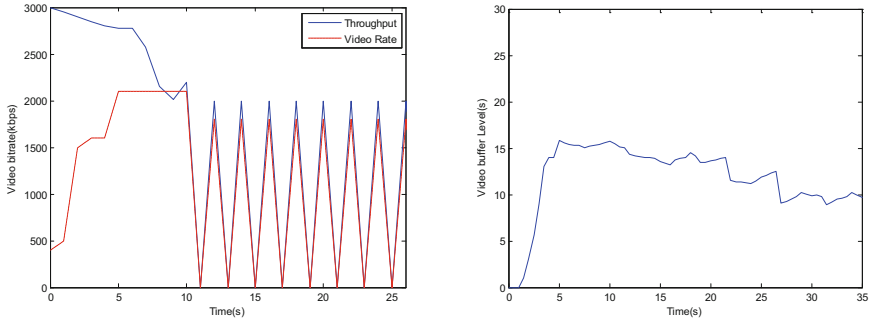 3000
2500
2000
1500
1000
500
0
Video bitrate(kbps)
Throughput
Video Rate
0 5 10 15 20 25
Time(s)
30
25
20
15
10
5
0
Video buffer Level(s)
0 5 10 15 20 25 30 35
Time(s)